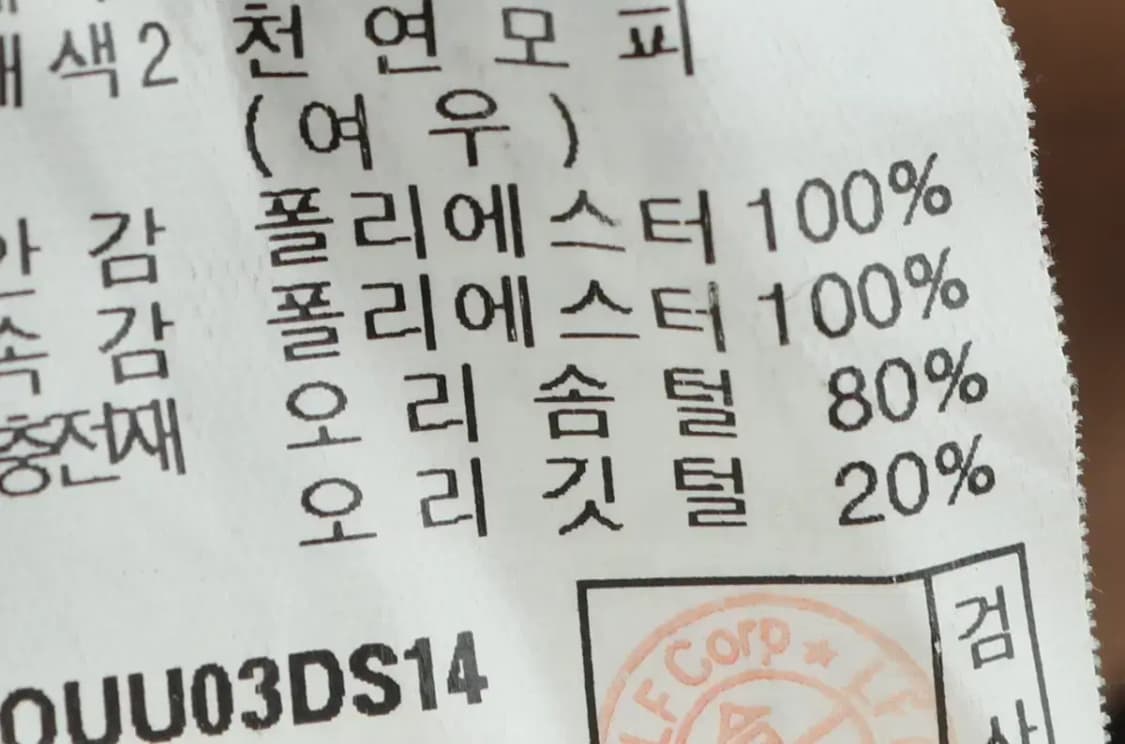 배색2 천연모피
(여우)
안감 폴리에스터 100%
속감 폴리에스터 100%
충전재 오리솜털 80%
오리깃털 20%
OUU03DS14
검
LF Corp ★ LF